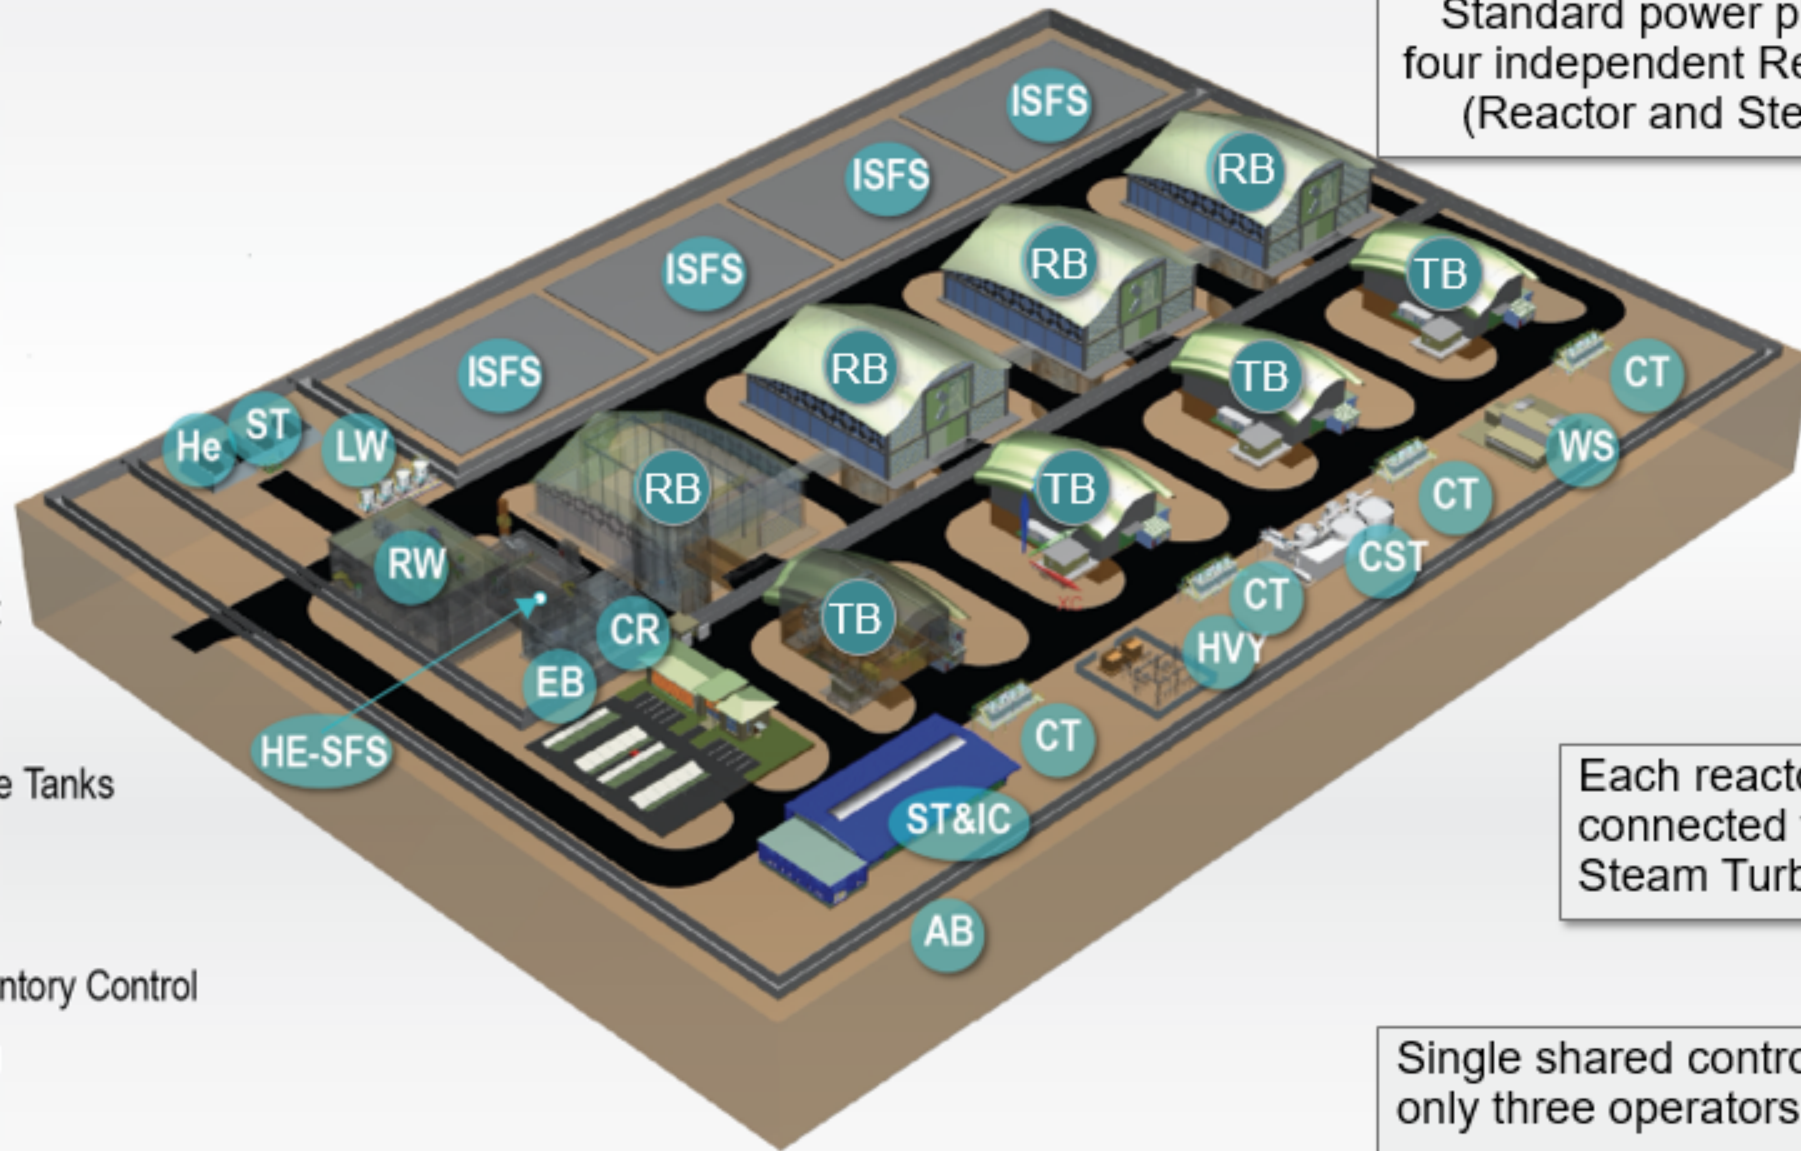 Standard power p
four independent Re
(Reactor and Ste
ISFS
ISFS
ISFS
ISFS
RB
RB
RB
RB
TB
TB
TB
TB
He
ST
LW
RW
CR
EB
HE-SFS
CT
WS
CT
CST
CT
HVY
CT
ST&IC
AB
e Tanks
ntory Control
Each reacto
connected
Steam Turb
Single shared contro
only three operators